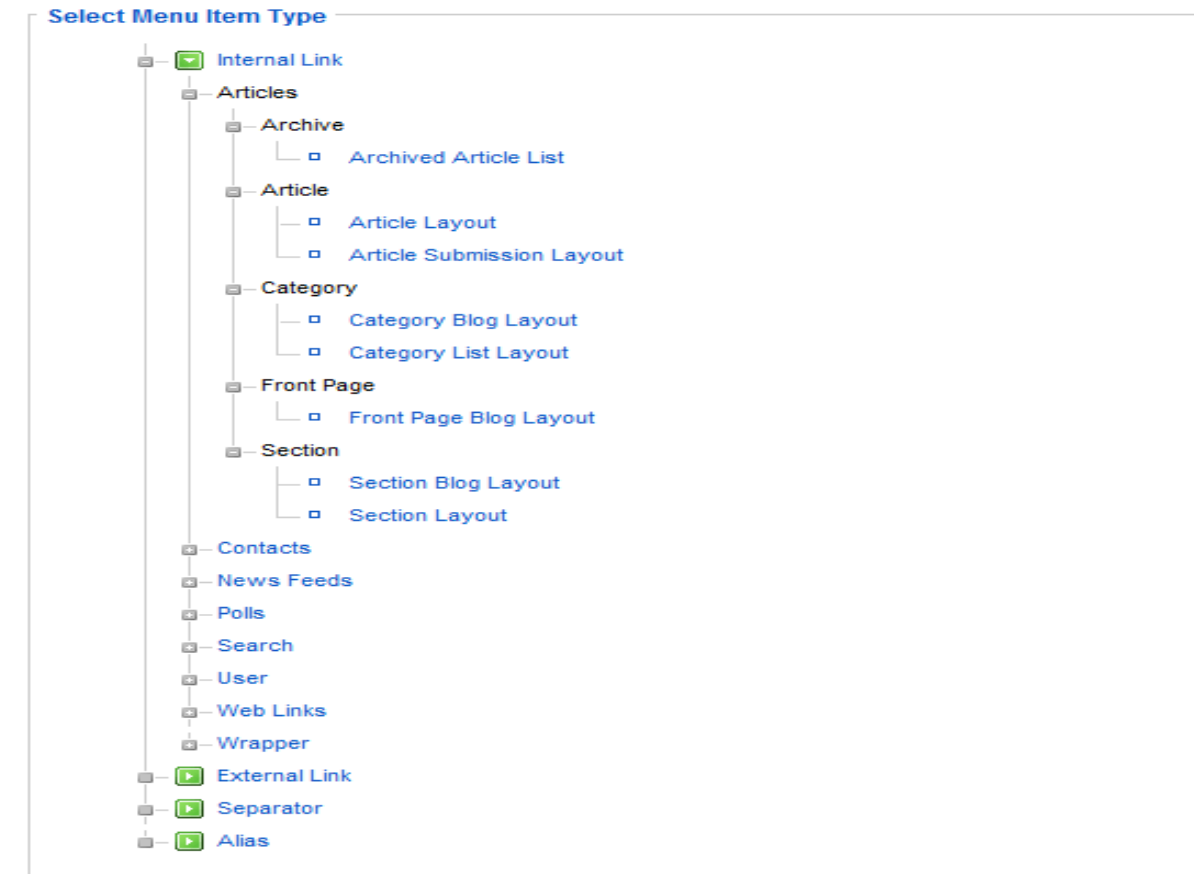 Select Menu Item Type
Internal Link
Articles
Archive
Archived Article List
Article
Article Layout
Article Submission Layout
Category
Category Blog Layout
Category List Layout
Front Page
Front Page Blog Layout
Section
Section Blog Layout
Section Layout
Contacts
News Feeds
Polls
Search
User
Web Links
Wrapper
External Link
Separator
Alias